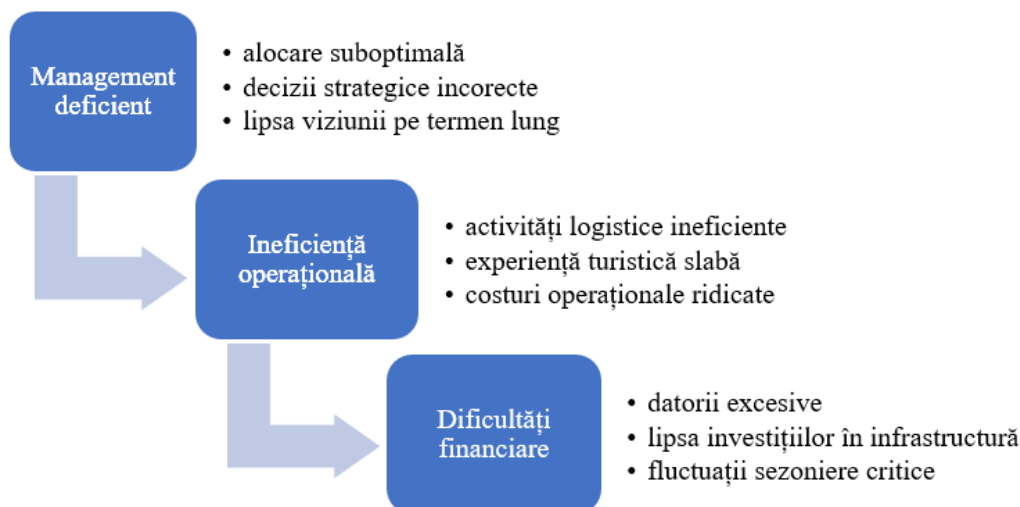 Management
deficient
• alocare suboptimală
• decizii strategice incorecte
• lipsa viziunii pe termen lung
Ineficiență
operațională
• activități logistice ineficiente
• experiență turistică slabă
• costuri operaționale ridicate
Dificultăți
financiare
• datorii excesive
• lipsa investițiilor în infrastructură
• fluctuații sezoniere critice